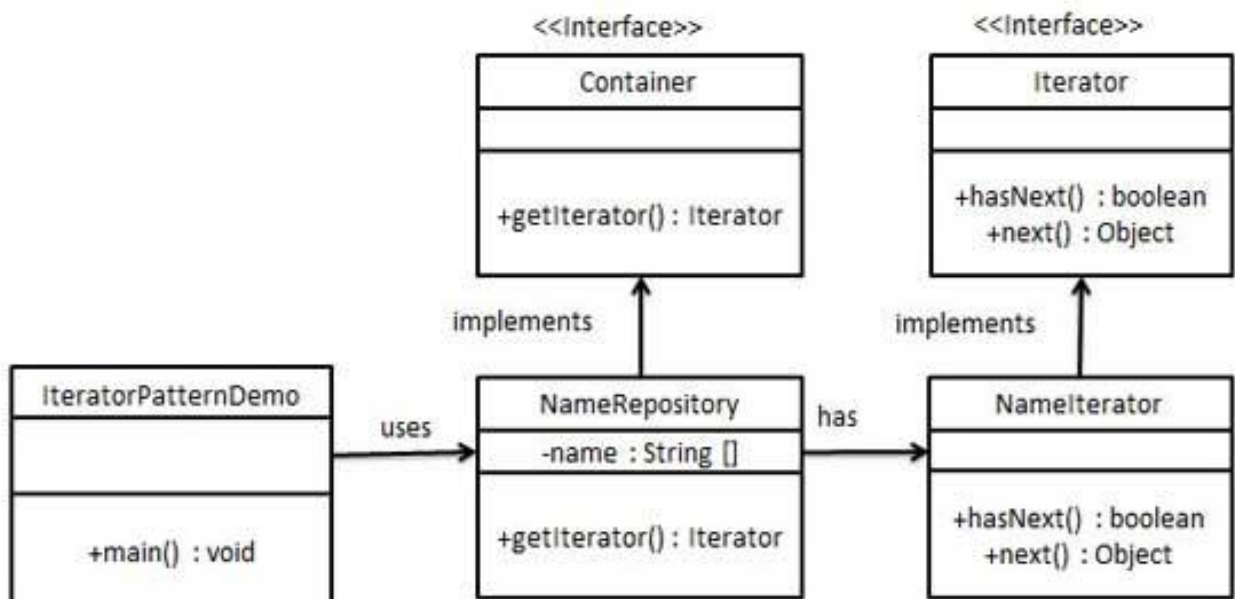 <<Interface>>
Container
+getIterator() : Iterator
<<Interface>>
Iterator
+hasNext() : boolean
+next() : Object
implements
implements
IteratorPatternDemo
+main() : void
uses
NameRepository
-name : String []
+getIterator() : Iterator
has
NameIterator
+hasNext() : boolean
+next() : Object